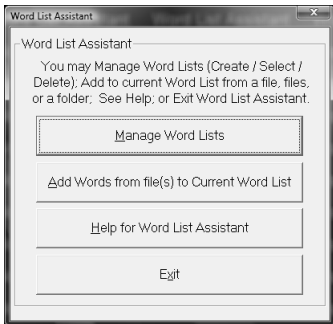 Word List Assistant
Word List Assistant
You may Manage Word Lists (Create / Select /
Delete); Add to current Word List from a file, files,
or a folder; See Help; or Exit Word List Assistant.
Manage Word Lists
Add Words from file(s) to Current Word List
Help for Word List Assistant
Exit